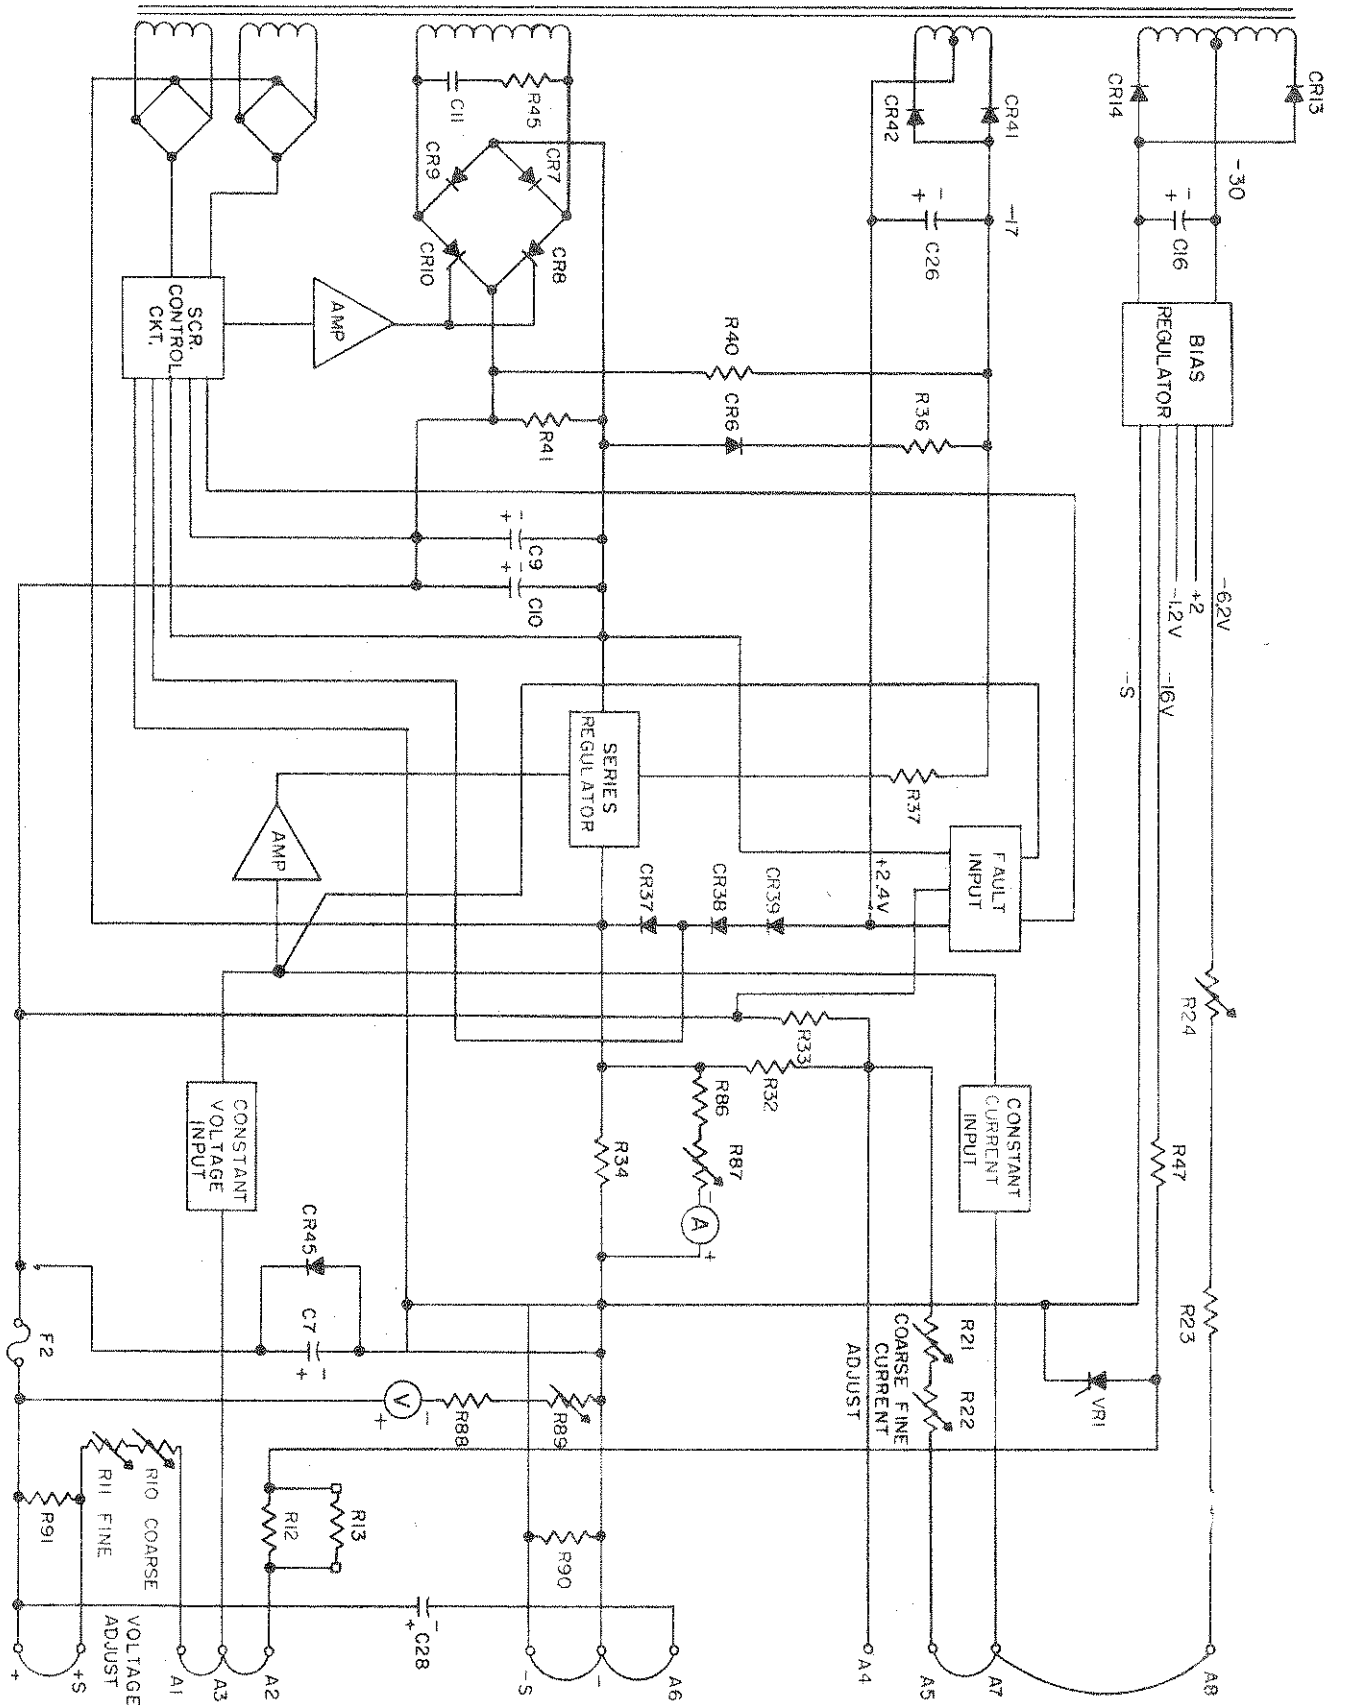 CR13
CR14
-30
-
+
C16
BIAS
REGULATOR
-6.2V
+2
-1.2V
-16V
-S
R24
R47
R23
VR1
A8
CR41
CR42
-17
-
+
C26
R36
R40
CR6
R37
FAULT
INPUT
+2.4V
CR39
CR38
CR37
R33
R32
R86
R87
-
A
+
R34
CONSTANT
CURRENT
INPUT
R21
R22
COARSE FINE
CURRENT
ADJUST
A7
A5
A4
R45
C11
CR7
CR9
CR8
CR10
AMP
SCR.
CONTROL
CKT.
R41
-
+
C9
-
+
C10
SERIES
REGULATOR
AMP
CONSTANT
VOLTAGE
INPUT
CR45
C7
-
+
F2
V
-
+
R88
R89
R13
R12
R90
R10 COARSE
R11 FINE
R91
-
+
C28
VOLTAGE
ADJUST
A6
-
-S
A2
A3
A1
+S
+